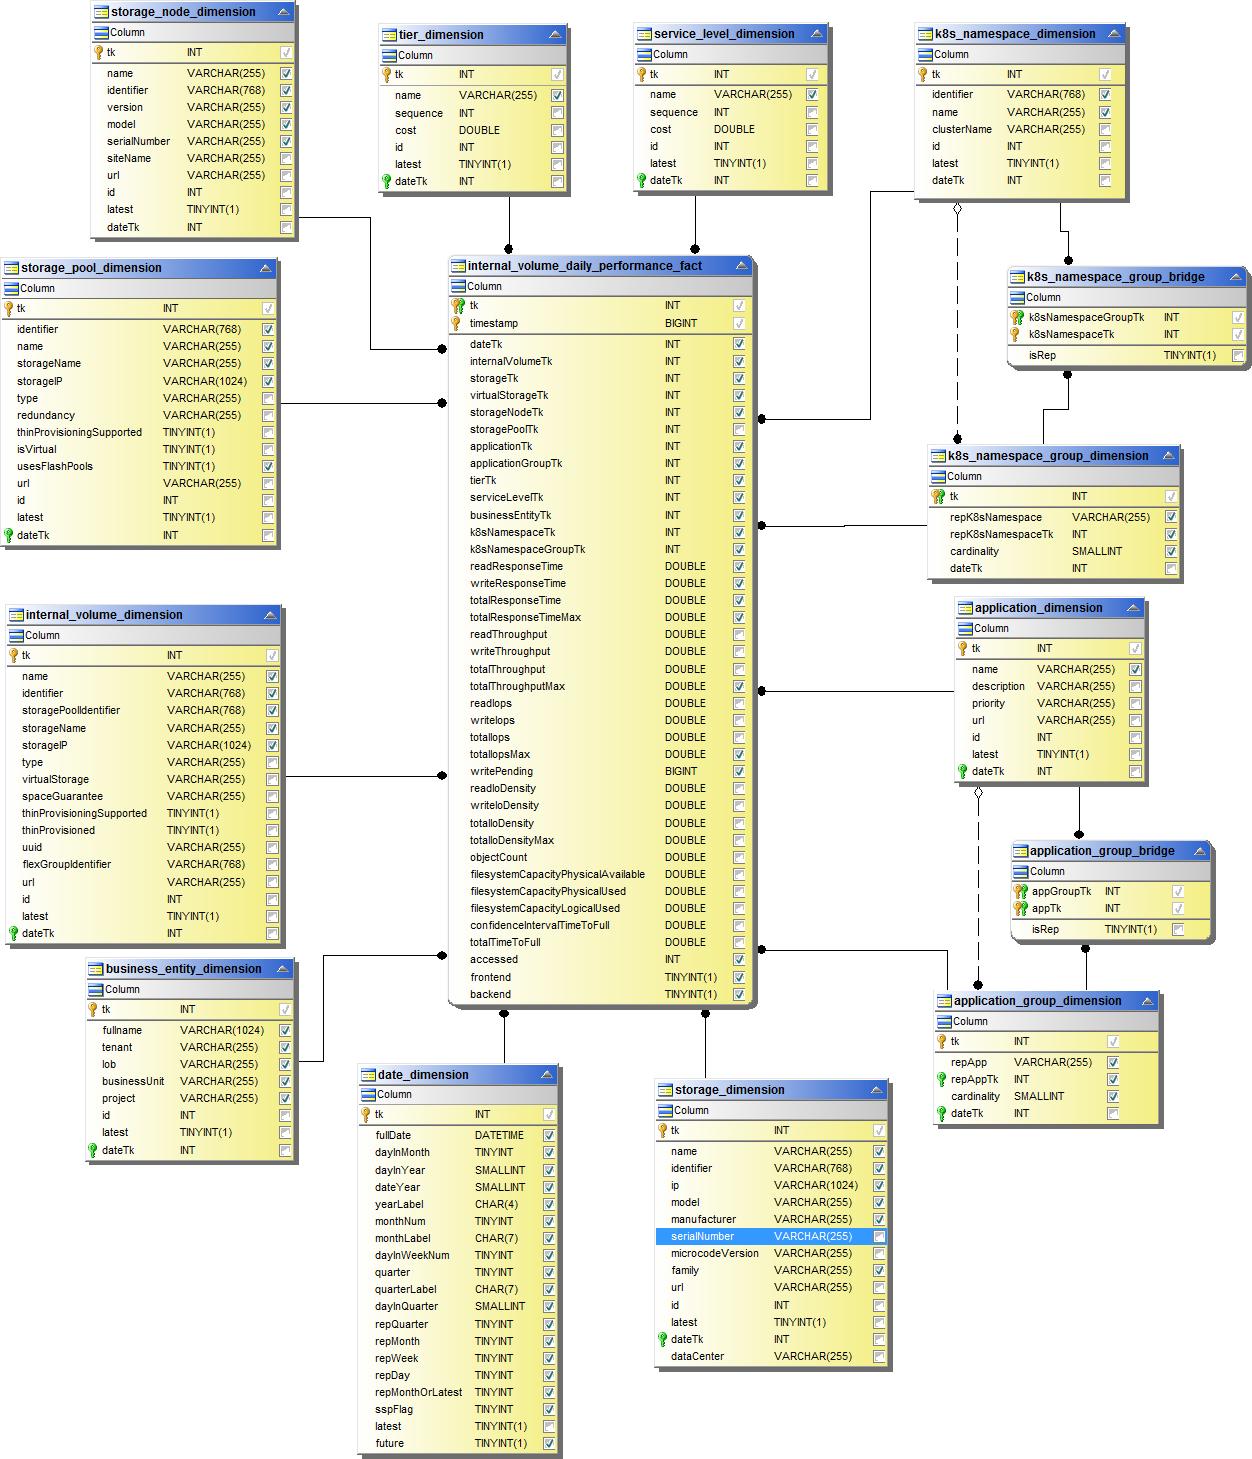 storage_node_dimension
Column
tk INT
name VARCHAR(255)
identifier VARCHAR(768)
version VARCHAR(255)
model VARCHAR(255)
serialNumber VARCHAR(255)
siteName VARCHAR(255)
url VARCHAR(255)
id INT
latest TINYINT(1)
dateTk INT
tier_dimension
Column
tk INT
name VARCHAR(255)
sequence INT
cost DOUBLE
id INT
latest TINYINT(1)
dateTk INT
service_level_dimension
Column
tk INT
name VARCHAR(255)
sequence INT
cost DOUBLE
id INT
latest TINYINT(1)
dateTk INT
k8s_namespace_dimension
Column
tk INT
identifier VARCHAR(768)
name VARCHAR(255)
clusterName VARCHAR(255)
id INT
latest TINYINT(1)
dateTk INT
storage_pool_dimension
Column
tk INT
identifier VARCHAR(768)
name VARCHAR(255)
storageName VARCHAR(255)
storageIP VARCHAR(1024)
type VARCHAR(255)
redundancy VARCHAR(255)
thinProvisioningSupported TINYINT(1)
isVirtual TINYINT(1)
usesFlashPools TINYINT(1)
url VARCHAR(255)
id INT
latest TINYINT(1)
dateTk INT
internal_volume_daily_performance_fact
Column
tk INT
timestamp BIGINT
dateTk INT
internalVolumeTk INT
storageTk INT
virtualStorageTk INT
storageNodeTk INT
storagePoolTk INT
applicationTk INT
applicationGroupTk INT
tierTk INT
serviceLevelTk INT
businessEntityTk INT
k8sNamespaceTk INT
k8sNamespaceGroupTk INT
readResponseTime DOUBLE
writeResponseTime DOUBLE
totalResponseTime DOUBLE
totalResponseTimeMax DOUBLE
readThroughput DOUBLE
writeThroughput DOUBLE
totalThroughput DOUBLE
totalThroughputMax DOUBLE
readIops DOUBLE
writeIops DOUBLE
totalIops DOUBLE
totalIopsMax DOUBLE
writePending BIGINT
readIoDensity DOUBLE
writeIoDensity DOUBLE
totalIoDensity DOUBLE
totalIoDensityMax DOUBLE
objectCount DOUBLE
filesystemCapacityPhysicalAvailable DOUBLE
filesystemCapacityPhysicalUsed DOUBLE
filesystemCapacityLogicalUsed DOUBLE
confidenceIntervalTimeToFull DOUBLE
totalTimeToFull DOUBLE
accessed INT
frontend TINYINT(1)
backend TINYINT(1)
k8s_namespace_group_bridge
Column
k8sNamespaceGroupTk INT
k8sNamespaceTk INT
isRep TINYINT(1)
k8s_namespace_group_dimension
Column
tk INT
repK8sNamespace VARCHAR(255)
repK8sNamespaceTk INT
cardinality SMALLINT
dateTk INT
internal_volume_dimension
Column
tk INT
name VARCHAR(255)
identifier VARCHAR(768)
storagePoolIdentifier VARCHAR(768)
storageName VARCHAR(255)
storageIP VARCHAR(1024)
type VARCHAR(255)
virtualStorage VARCHAR(255)
spaceGuarantee VARCHAR(255)
thinProvisioningSupported TINYINT(1)
thinProvisioned TINYINT(1)
uuid VARCHAR(255)
flexGroupIdentifier VARCHAR(768)
url VARCHAR(255)
id INT
latest TINYINT(1)
dateTk INT
application_dimension
Column
tk INT
name VARCHAR(255)
description VARCHAR(255)
priority VARCHAR(255)
url VARCHAR(255)
id INT
latest TINYINT(1)
dateTk INT
application_group_bridge
Column
appGroupTk INT
appTk INT
isRep TINYINT(1)
business_entity_dimension
Column
tk INT
fullname VARCHAR(1024)
tenant VARCHAR(255)
lob VARCHAR(255)
businessUnit VARCHAR(255)
project VARCHAR(255)
id INT
latest TINYINT(1)
dateTk INT
application_group_dimension
Column
tk INT
repApp VARCHAR(255)
repAppTk INT
cardinality SMALLINT
dateTk INT
date_dimension
Column
tk INT
fullDate DATETIME
dayInMonth TINYINT
dayInYear SMALLINT
dateYear SMALLINT
yearLabel CHAR(4)
monthNum TINYINT
monthLabel CHAR(7)
dayInWeekNum TINYINT
quarter TINYINT
quarterLabel CHAR(7)
dayInQuarter SMALLINT
repQuarter TINYINT
repMonth TINYINT
repWeek TINYINT
repDay TINYINT
repMonthOrLatest TINYINT
sspFlag TINYINT
latest TINYINT(1)
future TINYINT(1)
storage_dimension
Column
tk INT
name VARCHAR(255)
identifier VARCHAR(768)
ip VARCHAR(1024)
model VARCHAR(255)
manufacturer VARCHAR(255)
serialNumber VARCHAR(255)
microcodeVersion VARCHAR(255)
family VARCHAR(255)
url VARCHAR(255)
id INT
latest TINYINT(1)
dateTk INT
dataCenter VARCHAR(255)